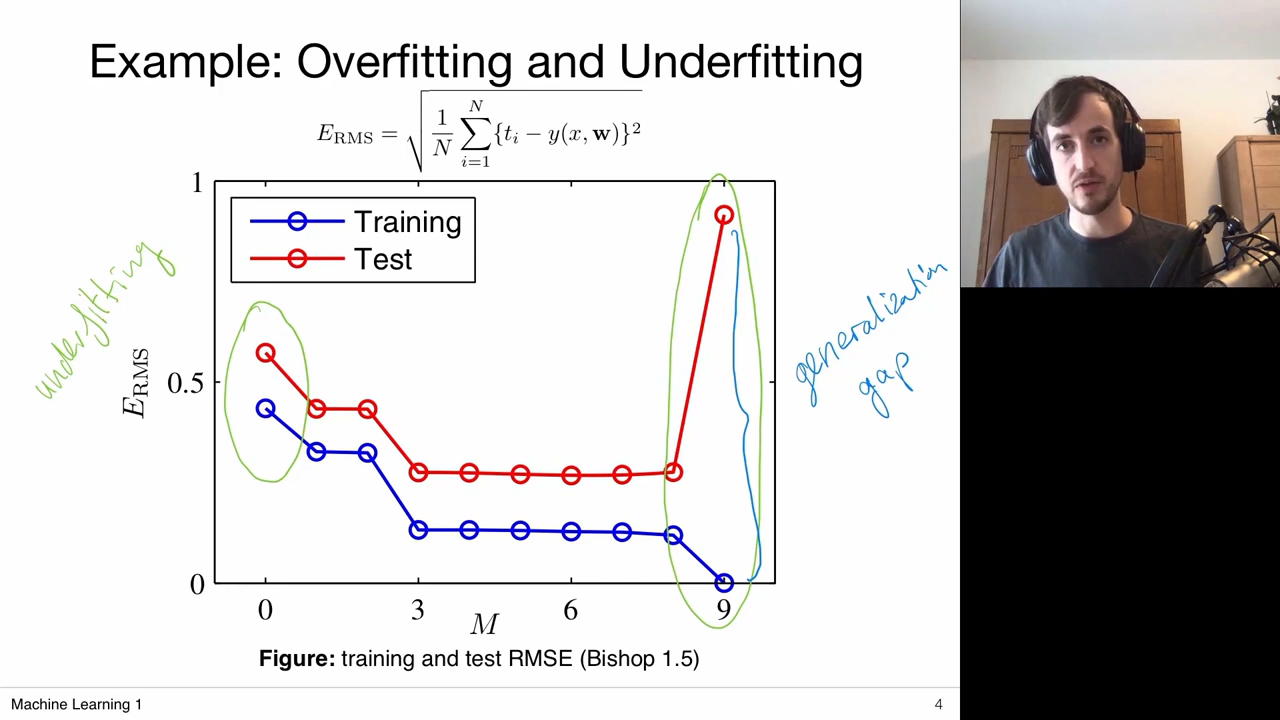 Example: Overfitting and Underfitting
E_RMS = √(1/N ∑_{i=1}^{N} {t_i − y(x, w)}²)
1
Training
Test
underfitting
generalization
gap
E_RMS
0.5
0
0 3 6 9
M
Figure: training and test RMSE (Bishop 1.5)
Machine Learning 1
4